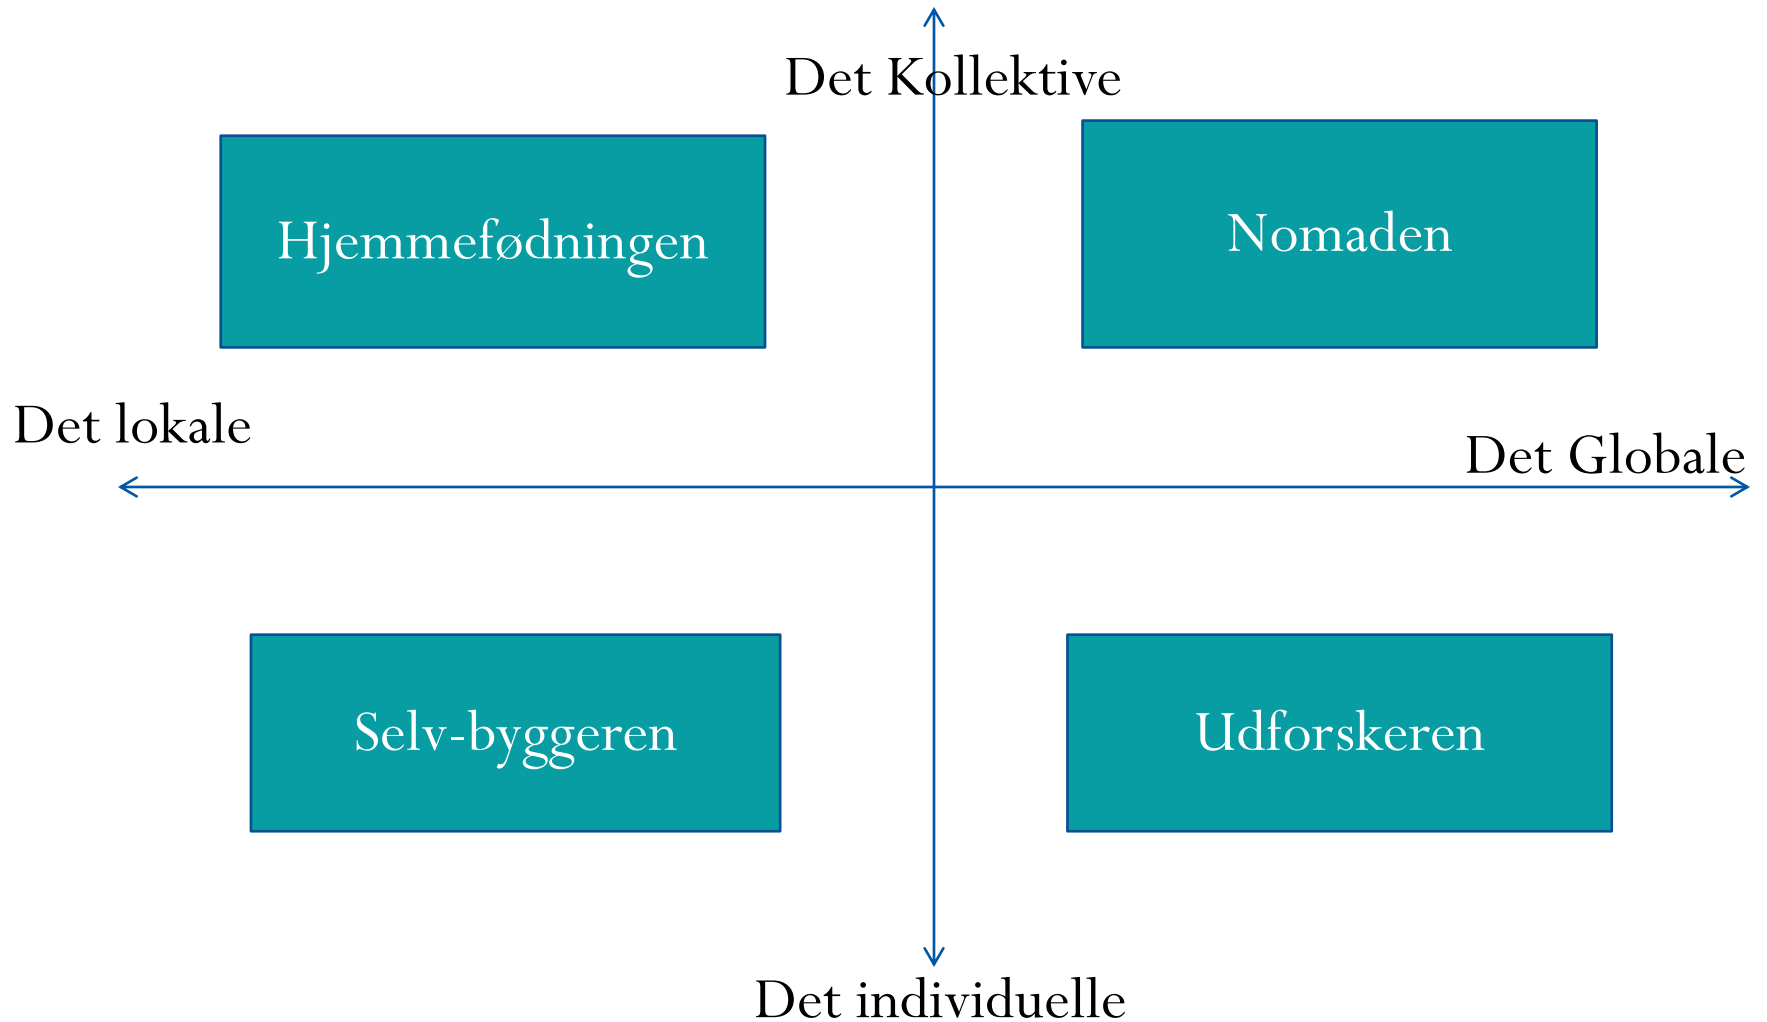 Det Kollektive
Hjemmefødningen
Nomaden
Det lokale
Det Globale
Selv-byggeren
Udforskeren
Det individuelle